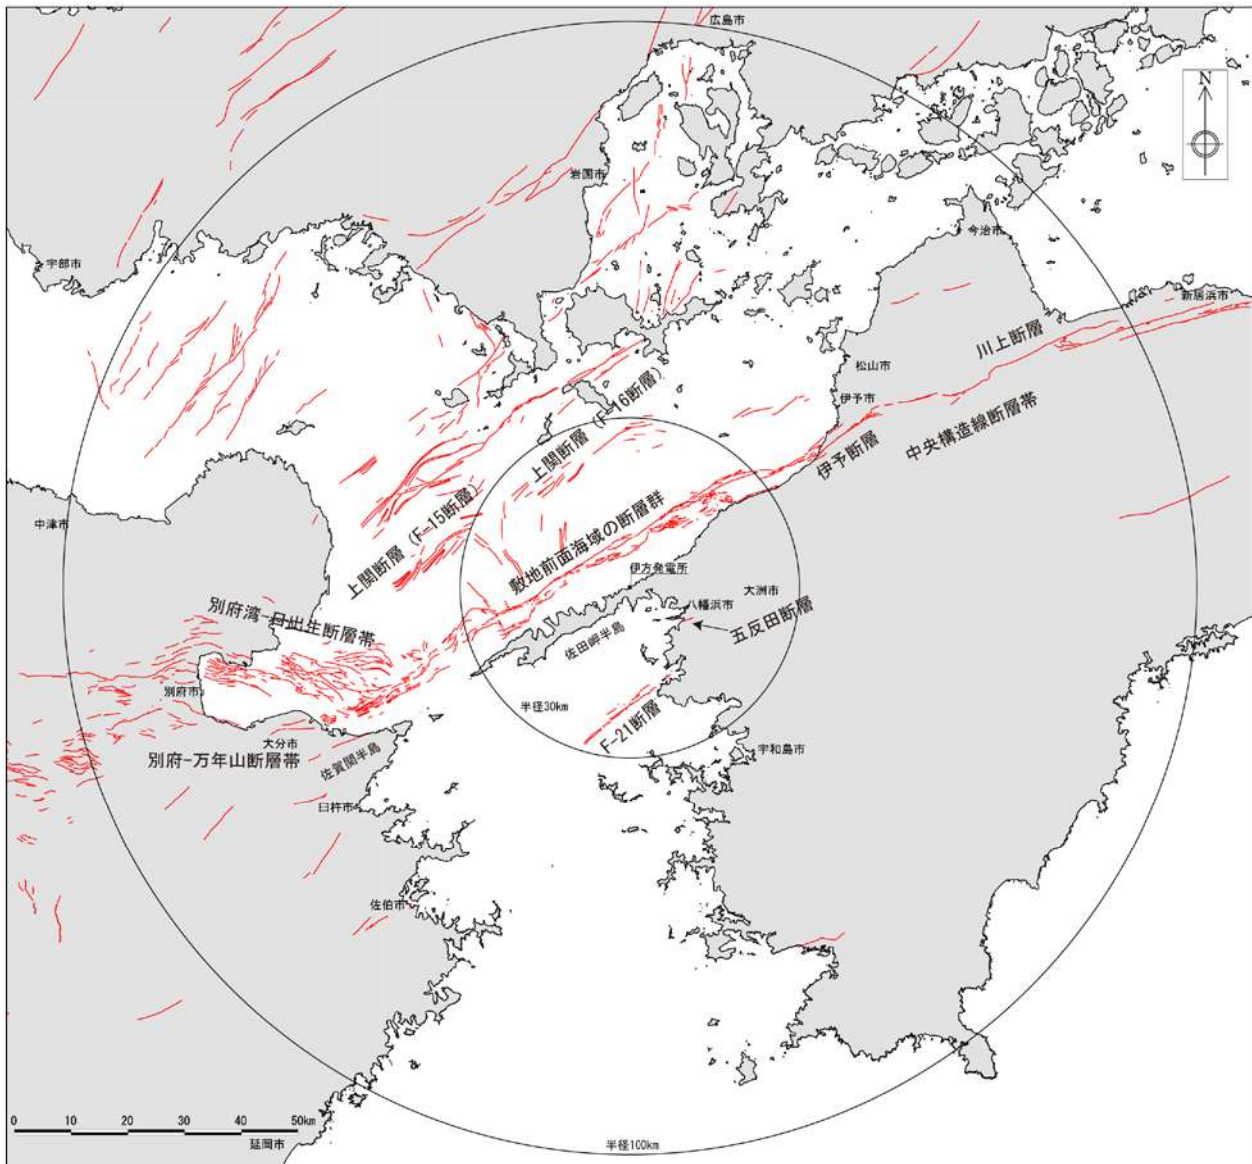 広島市
N
岩国市
今治市
宇部市
新居浜市
川上断層
松山市
上関断層(F-16断層)
伊予市
中央構造線断層帯
伊予断層
中津市
上関断層(F-15断層)
敷地前面海域の断層群
伊方発電所
大洲市
八幡浜市
別府湾-日出生断層帯
五反田断層
佐田岬半島
別府市
半径30km
F-21断層
大分市
宇和島市
別府-万年山断層帯
佐賀関半島
臼杵市
佐伯市
0 10 20 30 40 50km
延岡市
半径100km